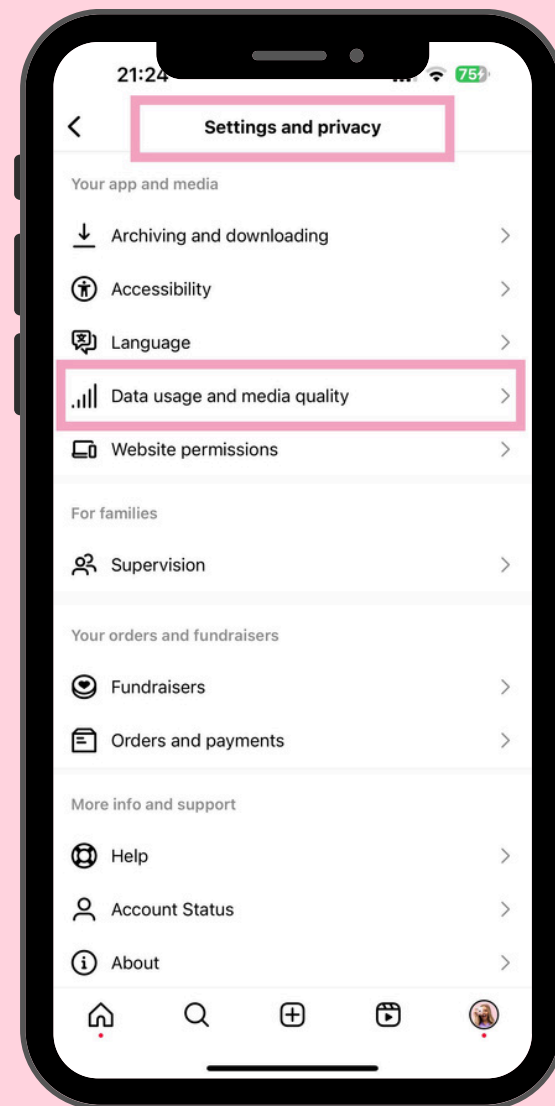 21:24
75
Settings and privacy
Your app and media
Archiving and downloading
Accessibility
Language
Data usage and media quality
Website permissions
For families
Supervision
Your orders and fundraisers
Fundraisers
Orders and payments
More info and support
Help
Account Status
About